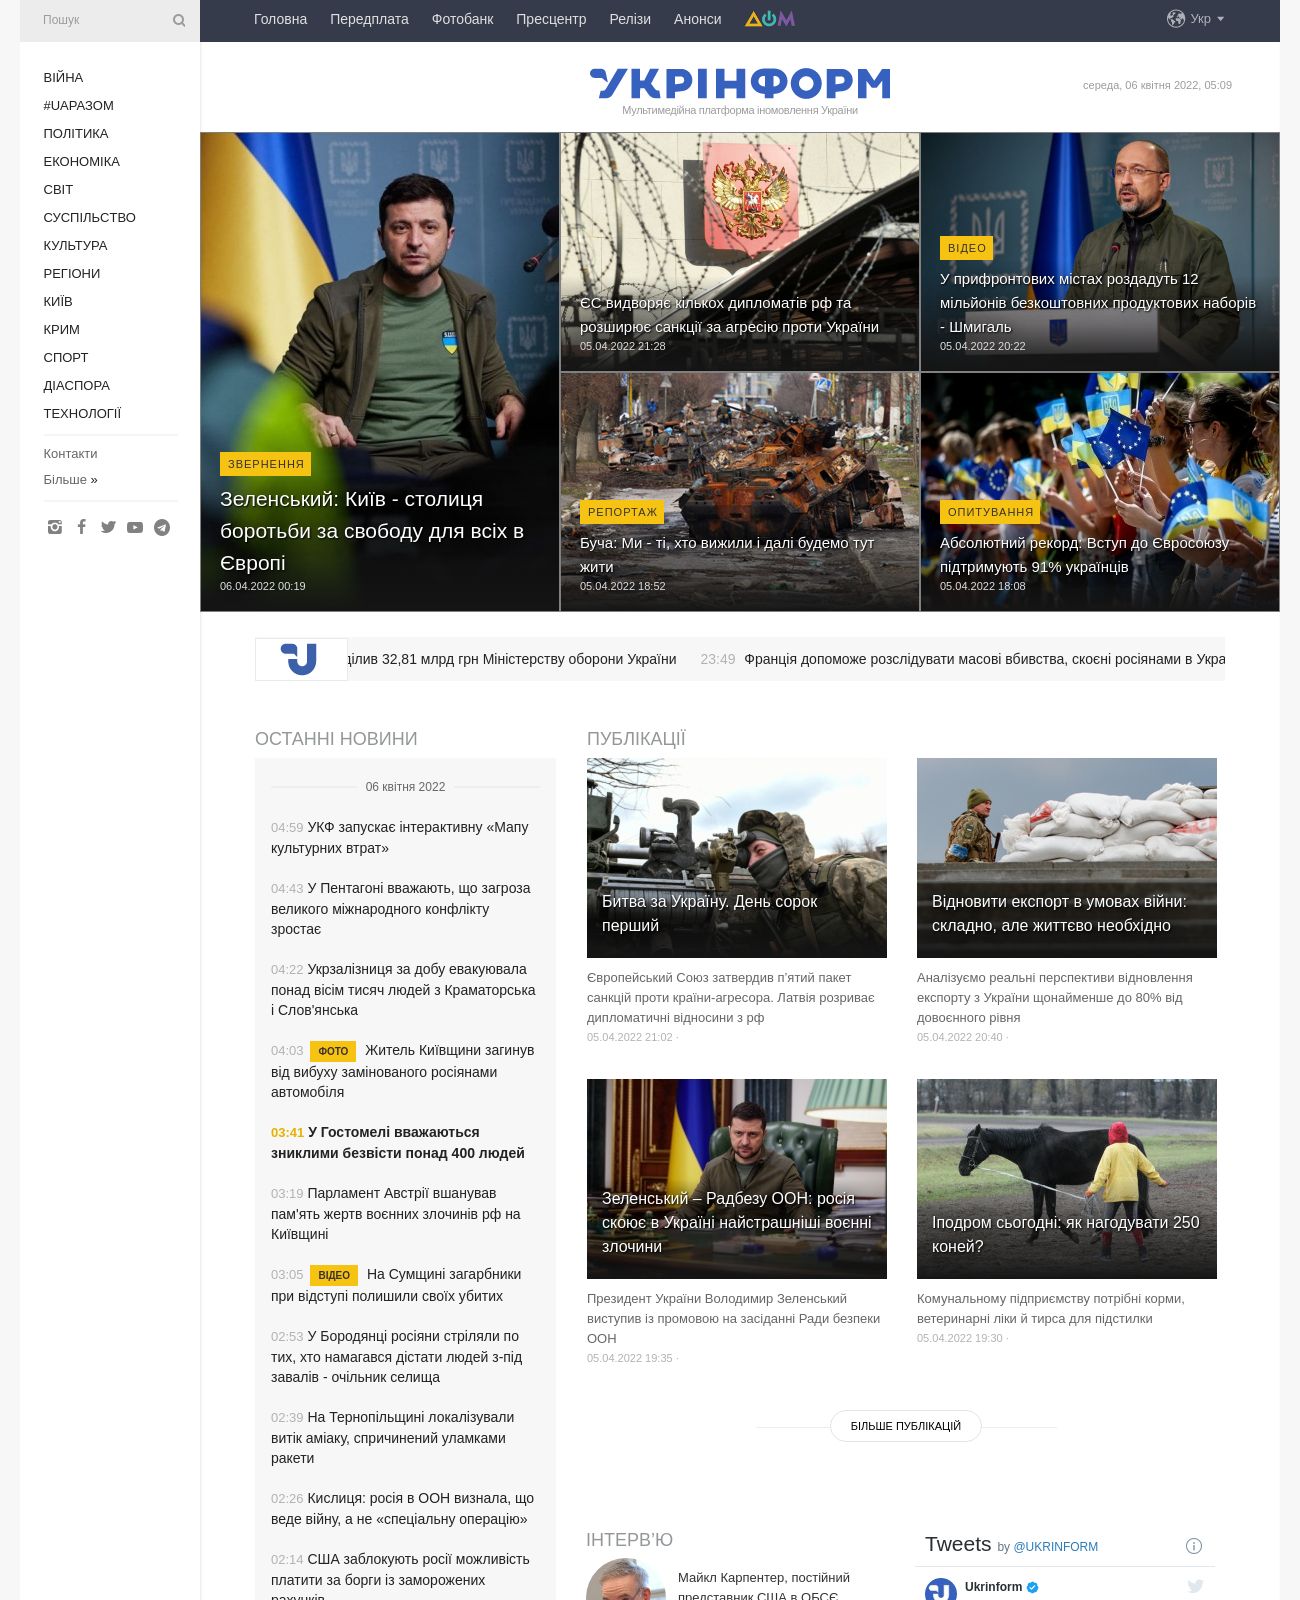 Пошук
Головна Передплата Фотобанк Пресцентр Релізи Анонси
Укр
ВІЙНА
#UAРАЗОМ
ПОЛІТИКА
ЕКОНОМІКА
СВІТ
СУСПІЛЬСТВО
КУЛЬТУРА
РЕГІОНИ
КИЇВ
КРИМ
СПОРТ
ДІАСПОРА
ТЕХНОЛОГІЇ
Контакти
Більше »
УКРІНФОРМ
Мультимедійна платформа іномовлення України
середа, 06 квітня 2022, 05:09
ЗВЕРНЕННЯ
Зеленський: Київ - столиця
боротьби за свободу для всіх в
Європі
06.04.2022 00:19
ЄС видворяє кількох дипломатів рф та
розширює санкції за агресію проти України
05.04.2022 21:28
ВІДЕО
У прифронтових містах роздадуть 12
мільйонів безкоштовних продуктових наборів
- Шмигаль
05.04.2022 20:22
РЕПОРТАЖ
Буча: Ми - ті, хто вижили і далі будемо тут
жити
05.04.2022 18:52
ОПИТУВАННЯ
Абсолютний рекорд: Вступ до Євросоюзу
підтримують 91% українців
05.04.2022 18:08
ділив 32,81 млрд грн Міністерству оборони України 23:49 Франція допоможе розслідувати масові вбивства, скоєні росіянами в Укра
ОСТАННІ НОВИНИ
06 квітня 2022
04:59 УКФ запускає інтерактивну «Мапу
культурних втрат»
04:43 У Пентагоні вважають, що загроза
великого міжнародного конфлікту
зростає
04:22 Укрзалізниця за добу евакуювала
понад вісім тисяч людей з Краматорська
і Слов'янська
04:03 ФОТО Житель Київщини загинув
від вибуху замінованого росіянами
автомобіля
03:41 У Гостомелі вважаються
зниклими безвісти понад 400 людей
03:19 Парламент Австрії вшанував
пам'ять жертв воєнних злочинів рф на
Київщині
03:05 ВІДЕО На Сумщині загарбники
при відступі полишили своїх убитих
02:53 У Бородянці росіяни стріляли по
тих, хто намагався дістати людей з-під
завалів - очільник селища
02:39 На Тернопільщині локалізували
витік аміаку, спричинений уламками
ракети
02:26 Кислиця: росія в ООН визнала, що
веде війну, а не «спеціальну операцію»
02:14 США заблокують росії можливість
платити за борги із заморожених
рахунків
ПУБЛІКАЦІЇ
Битва за Україну. День сорок
перший
Європейський Союз затвердив п’ятий пакет
санкцій проти країни-агресора. Латвія розриває
дипломатичні відносини з рф
05.04.2022 21:02 ·
Відновити експорт в умовах війни:
складно, але життєво необхідно
Аналізуємо реальні перспективи відновлення
експорту з України щонайменше до 80% від
довоєнного рівня
05.04.2022 20:40 ·
Зеленський – Радбезу ООН: росія
скоює в Україні найстрашніші воєнні
злочини
Президент України Володимир Зеленський
виступив із промовою на засіданні Ради безпеки
ООН
05.04.2022 19:35 ·
Іподром сьогодні: як нагодувати 250
коней?
Комунальному підприємству потрібні корми,
ветеринарні ліки й тирса для підстилки
05.04.2022 19:30 ·
БІЛЬШЕ ПУБЛІКАЦІЙ
ІНТЕРВ'Ю
Майкл Карпентер, постійний
представник США в ОБСЄ
Tweets by @UKRINFORM
Ukrinform